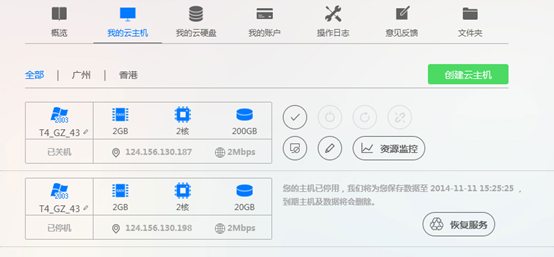 概览 我的云主机 我的云硬盘 我的账户 操作日志 意见反馈 文件夹
全部 | 广州 | 香港 创建云主机
2003 2GB 2核 200GB
T4_GZ_43
已关机 124.156.130.187 2Mbps 资源监控
2003 2GB 2核 20GB
T4_GZ_43
已停机 124.156.130.198 2Mbps
您的主机已停用，我们将为您保存数据至 2014-11-11 15:25:25 ，
到期主机及数据将会删除。
恢复服务